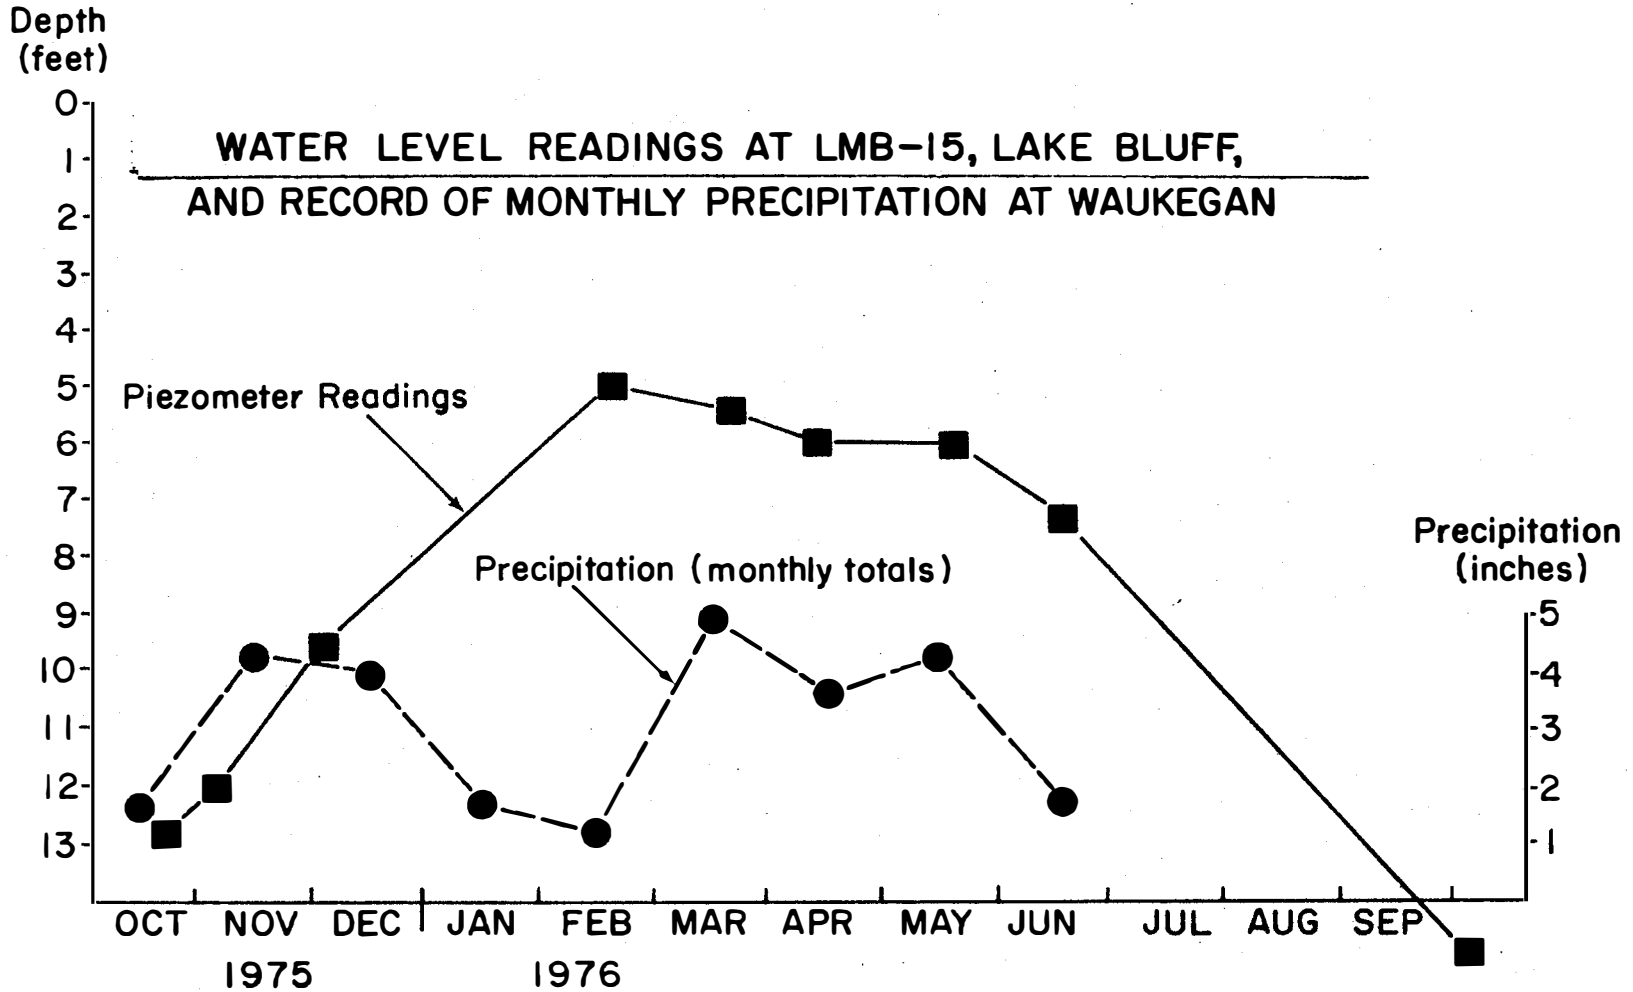 Depth
(feet)
0
1
2
3
4
5
6
7
8
9
10
11
12
13
WATER LEVEL READINGS AT LMB-15, LAKE BLUFF,
AND RECORD OF MONTHLY PRECIPITATION AT WAUKEGAN
Piezometer Readings
Precipitation (monthly totals)
Precipitation
(inches)
5
4
3
2
1
OCT NOV DEC JAN FEB MAR APR MAY JUN JUL AUG SEP
1975 1976